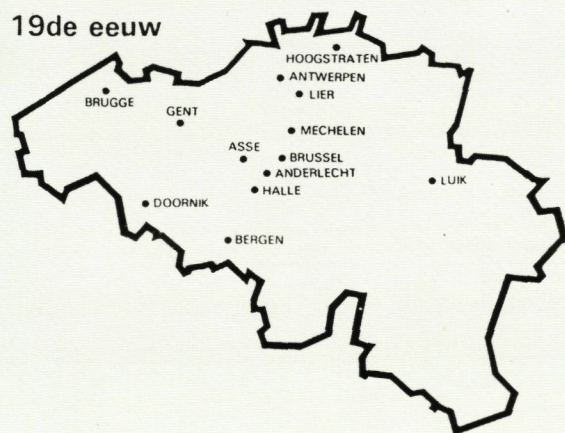 19de eeuw
HOOGSTRATEN
ANTWERPEN
BRUGGE
LIER
GENT
MECHELEN
ASSE
BRUSSEL
ANDERLECHT
LUIK
HALLE
DOORNIK
BERGEN